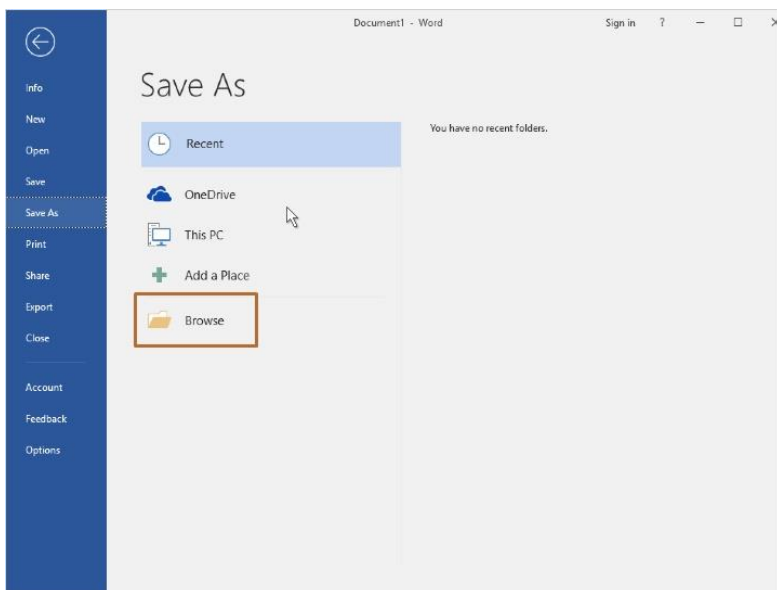 Document1 - Word
Sign in ?
Info
New
Open
Save
Save As
Print
Share
Export
Close
Account
Feedback
Options
Save As
Recent
OneDrive
This PC
Add a Place
Browse
You have no recent folders.